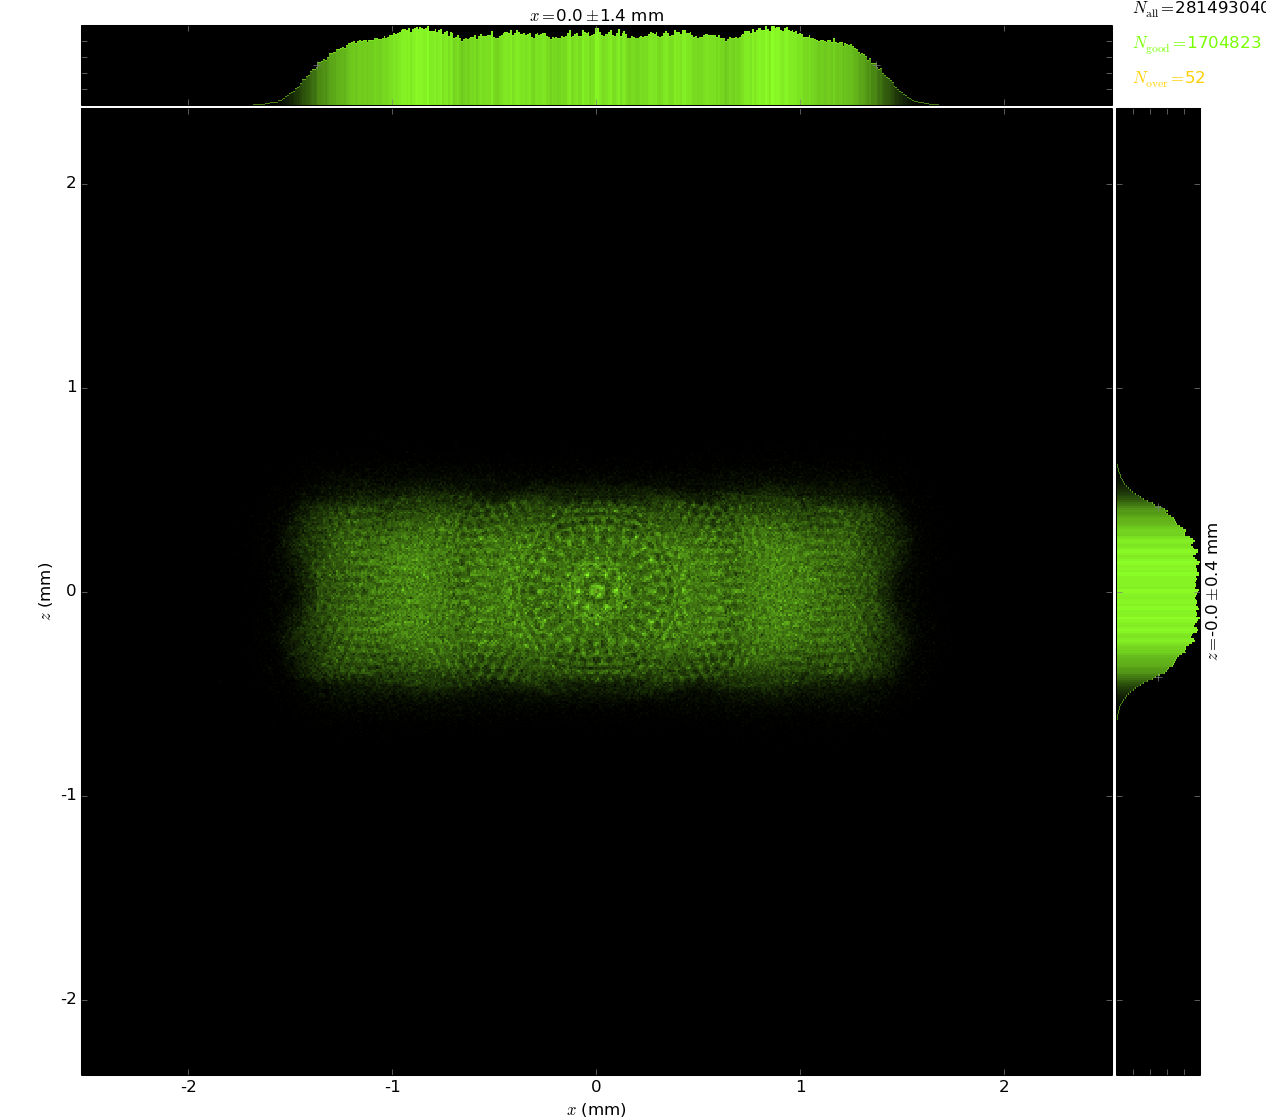 x=0.0±1.4 mm
N_all=281493040
N_good=1704823
N_over=52
2
1
0
-1
-2
z (mm)
z=-0.0±0.4 mm
-2 -1 0 1 2
x (mm)